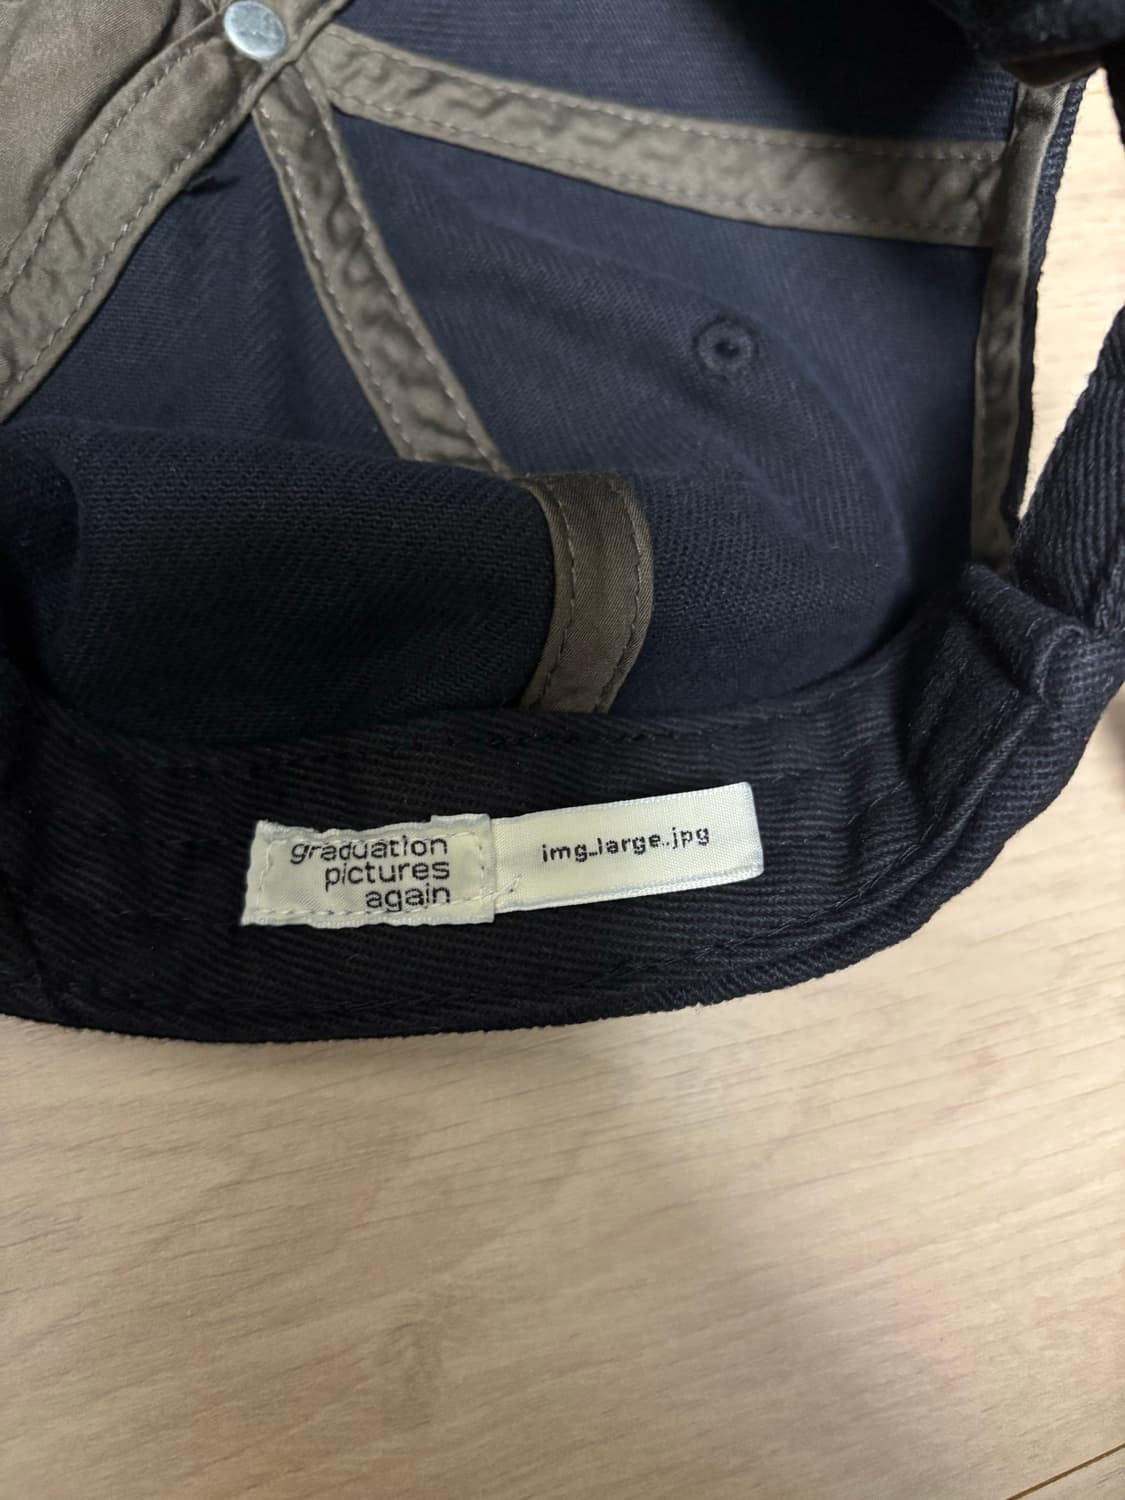 graduation
pictures
again
img_large.jpg